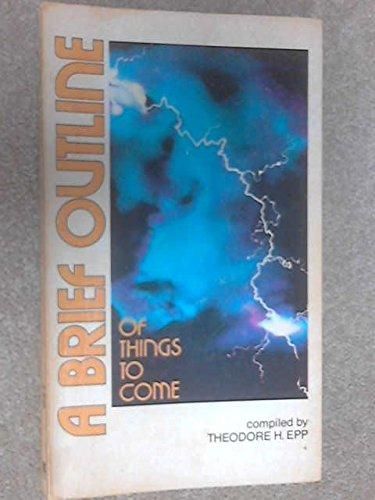 A BRIEF OUTLINE
OF
THINGS
TO
COME
compiled by
THEODORE H. EPP